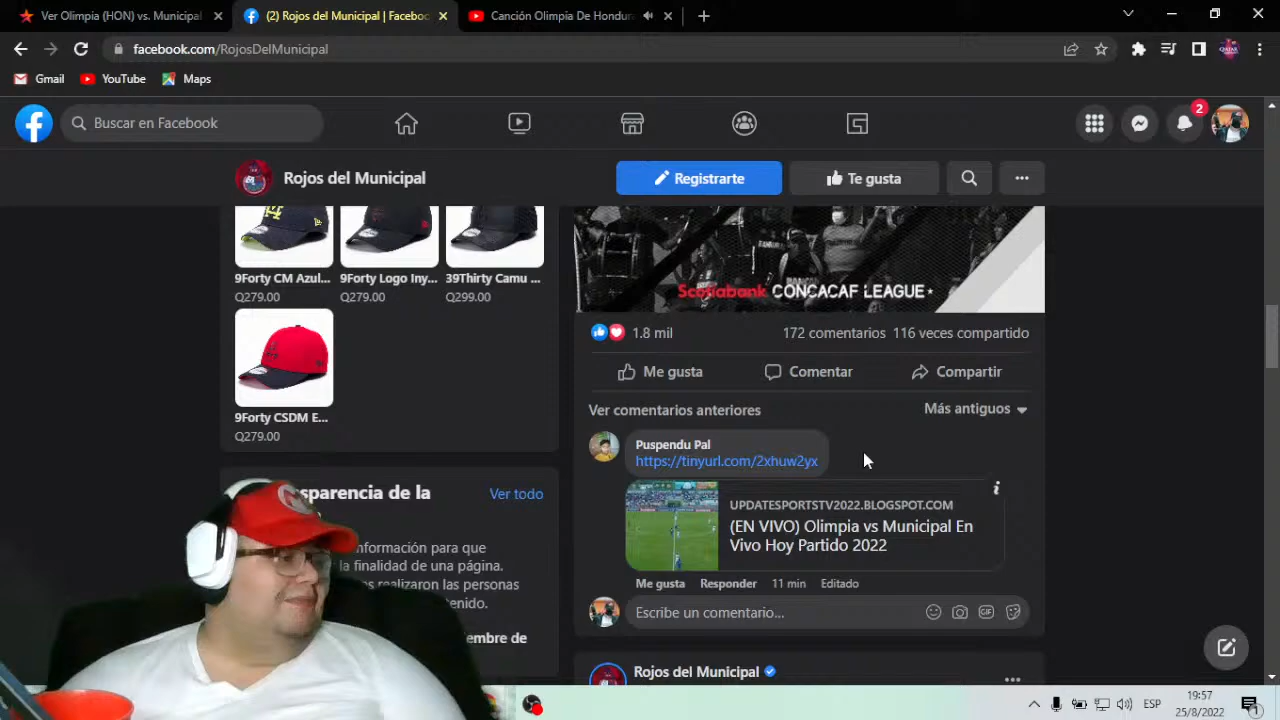 Ver Olimpia (HON) vs. Municipal
(2) Rojos del Municipal | Faceboo
Canción Olimpia De Hondura
facebook.com/RojosDelMunicipal
Gmail
YouTube
Maps
Buscar en Facebook
2
Rojos del Municipal
Registrarte
Te gusta
9Forty CM Azul...
9Forty Logo Iny...
39Thirty Camu ...
Q279.00
Q279.00
Q299.00
9Forty CSDM E...
Q279.00
sparencia de la
Ver todo
nformación para que
la finalidad de una página.
s realizaron las personas
tenido.
embre de
Scotiabank CONCACAF LEAGUE
1.8 mil
172 comentarios
116 veces compartido
Me gusta
Comentar
Compartir
Ver comentarios anteriores
Más antiguos
Puspendu Pal
https://tinyurl.com/2xhuw2yx
UPDATESPORTSTV2022.BLOGSPOT.COM
(EN VIVO) Olimpia vs Municipal En
Vivo Hoy Partido 2022
Me gusta
Responder
11 min
Editado
Escribe un comentario...
GIF
Rojos del Municipal
ESP
19:57
25/8/2022
1